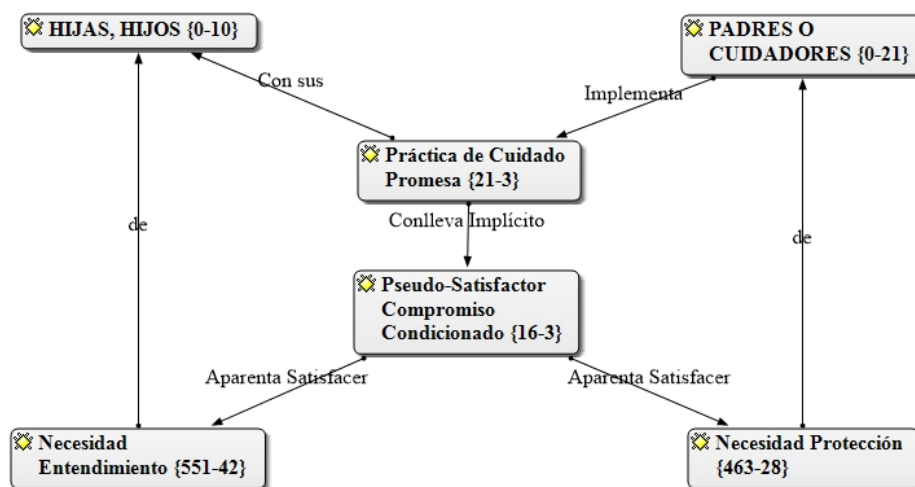 HIJAS, HIJOS {0-10}
PADRES O
CUIDADORES {0-21}
Con sus
Implementa
Práctica de Cuidado
Promesa {21-3}
Conlleva Implícito
de
de
Pseudo-Satisfactor
Compromiso
Condicionado {16-3}
Aparenta Satisfacer
Aparenta Satisfacer
Necesidad
Entendimiento {551-42}
Necesidad Protección
{463-28}